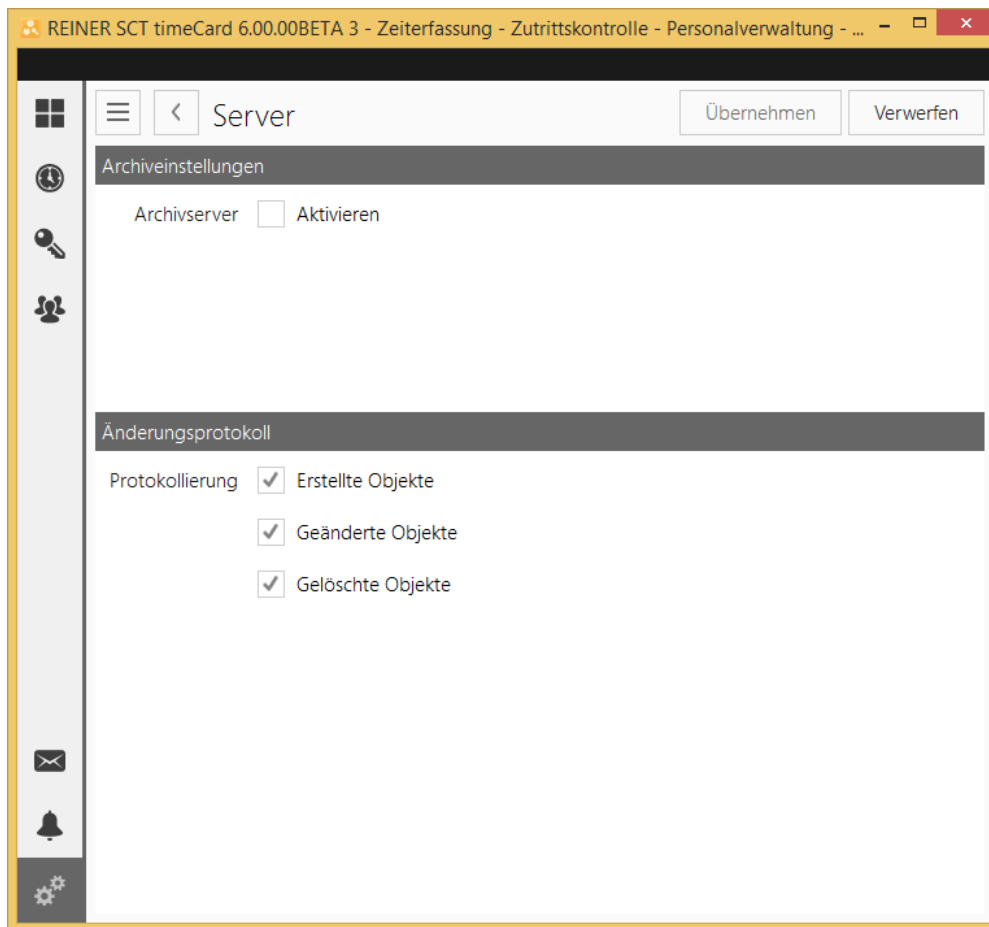 REINER SCT timeCard 6.00.00BETA 3 - Zeiterfassung - Zutrittskontrolle - Personalverwaltung - ...
Server
Übernehmen
Verwerfen
Archiveinstellungen
Archivserver Aktivieren
Änderungsprotokoll
Protokollierung Erstellte Objekte
Geänderte Objekte
Gelöschte Objekte